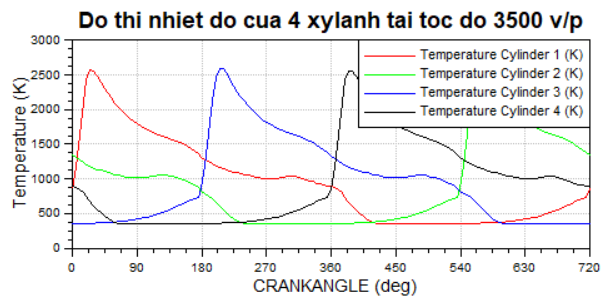 Do thi nhiet do cua 4 xylanh tai toc do 3500 v/p
Temperature (K)
3000
2500
2000
1500
1000
500
0
Temperature Cylinder 1 (K)
Temperature Cylinder 2 (K)
Temperature Cylinder 3 (K)
Temperature Cylinder 4 (K)
0 90 180 270 360 450 540 630 720
CRANKANGLE (deg)